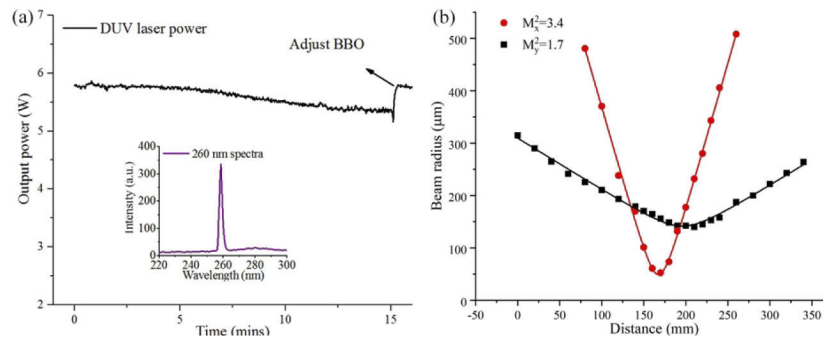 (a)
DUV laser power
Adjust BBO
Output power (W)
7
6
5
4
3
2
0
5
10
15
Time (mins)
260 nm spectra
Intensity (a.u.)
400
300
200
100
0
220
240
260
280
300
Wavelength (nm)
(b)
M²x=3.4
M²y=1.7
Beam radius (μm)
500
400
300
200
100
0
-50
0
50
100
150
200
250
300
350
Distance (mm)